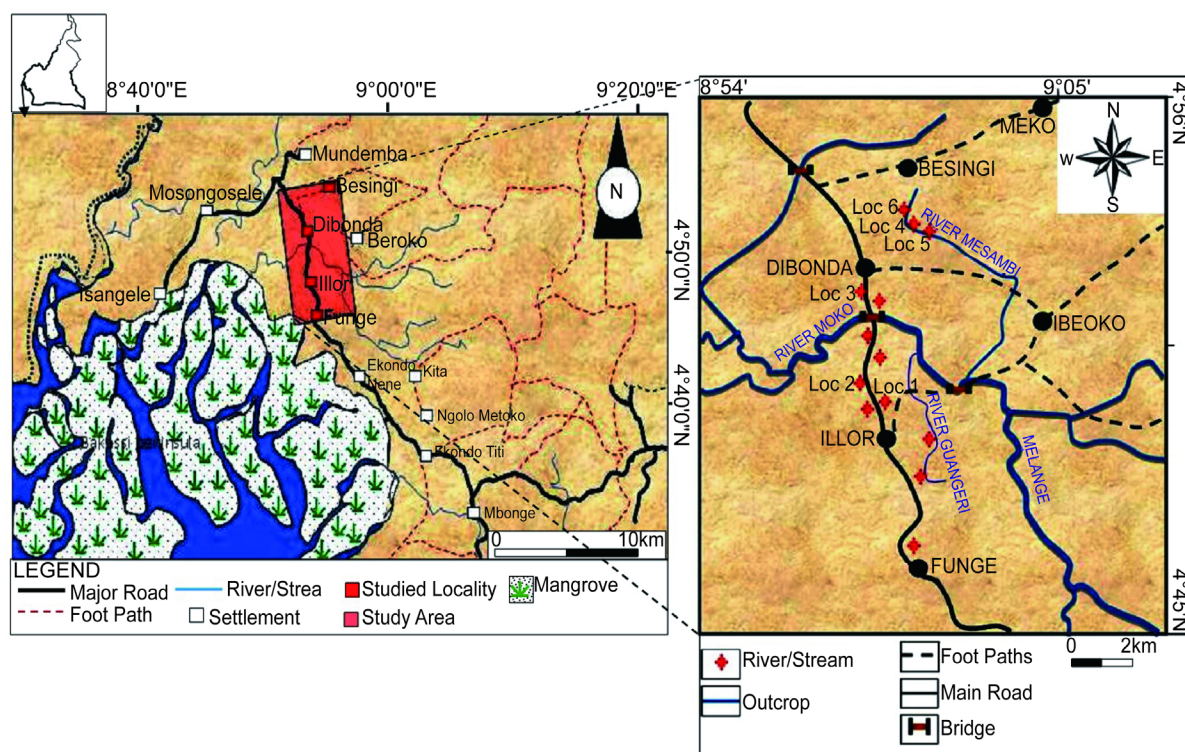 8°40'0"E
9°00'0"E
9°20'0"E
N
Mundemba
Besingi
Mosongosele
Dibonda
Beroko
4°50'0"N
Isangele
Illor
Funge
Ekondo
Nene
Kita
4°40'0"N
Ngolo Metoko
Ekondo Titi
Mbonge
0 10km
LEGEND
Major Road
River/Strea
Studied Locality
Mangrove
Foot Path
Settlement
Study Area
8°54'
9°05'
4°56'N
MEKO
N
W
E
S
BESINGI
Loc 6
Loc 4
Loc 5
RIVER MESAMBI
DIBONDA
Loc 3
IBEOKO
RIVER MOKO
Loc 2
Loc 1
RIVER GUANGERI
ILLOR
MELANGE
FUNGE
4°45'N
0 2km
River/Stream
Foot Paths
Outcrop
Main Road
Bridge